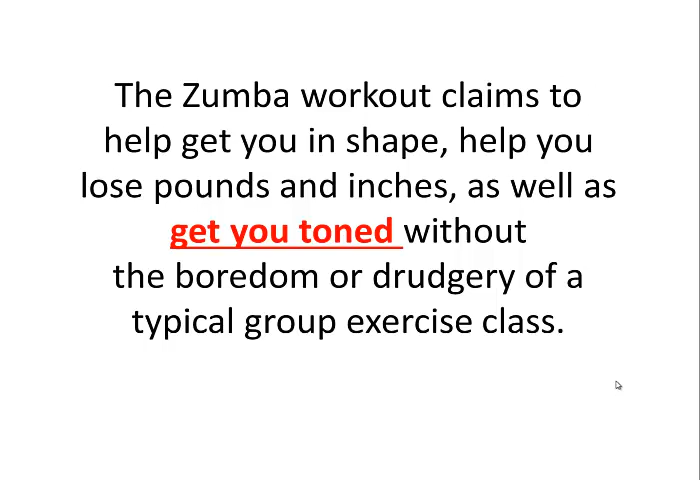 The Zumba workout claims to
help get you in shape, help you
lose pounds and inches, as well as
get you toned without
the boredom or drudgery of a
typical group exercise class.